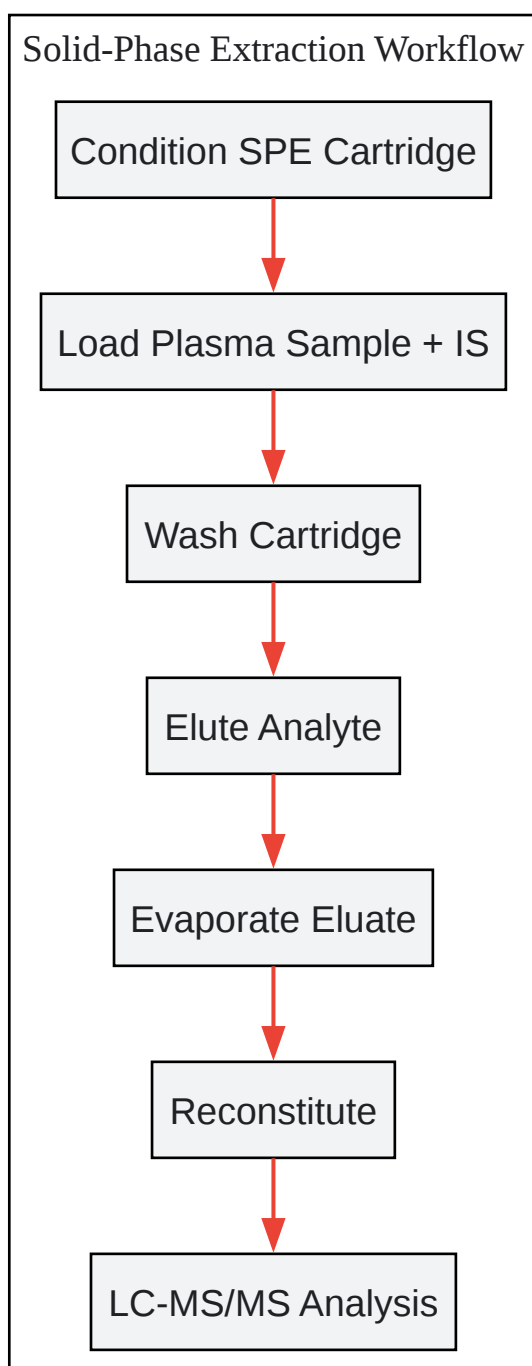 Solid-Phase Extraction Workflow
Condition SPE Cartridge
Load Plasma Sample + IS
Wash Cartridge
Elute Analyte
Evaporate Eluate
Reconstitute
LC-MS/MS Analysis